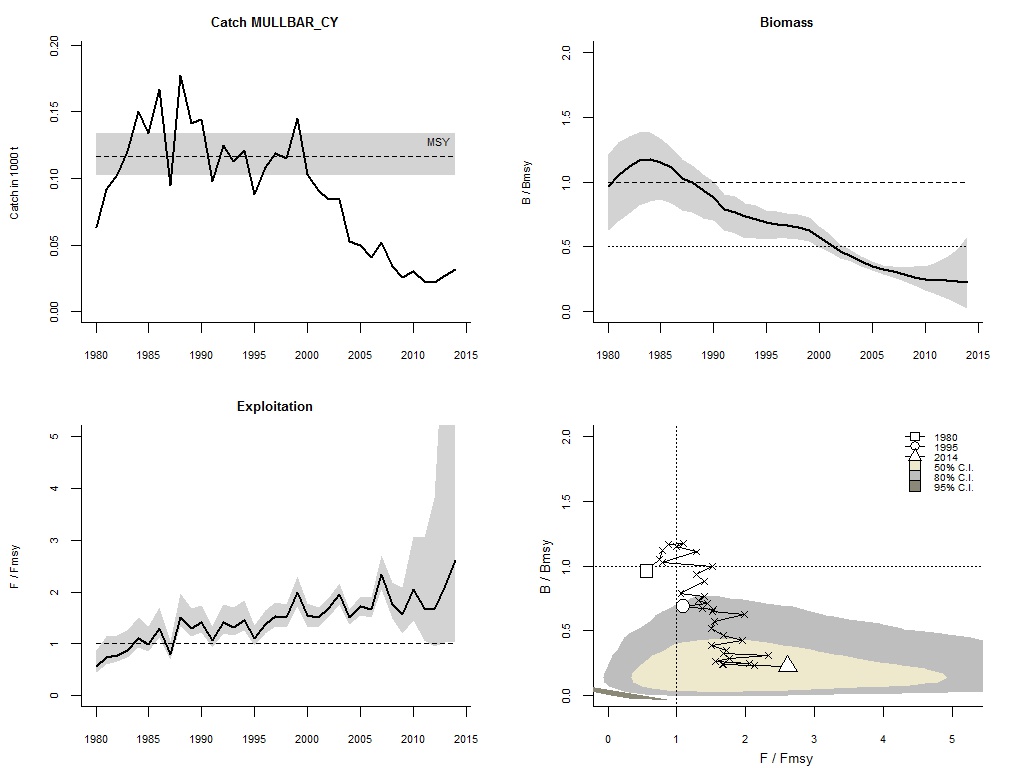 Catch MULLBAR_CY
Catch in 1000 t
0.20
0.15
0.10
0.05
0.00
MSY
1980 1985 1990 1995 2000 2005 2010 2015
Biomass
B / Bmsy
2.0
1.5
1.0
0.5
0.0
1980 1985 1990 1995 2000 2005 2010 2015
Exploitation
F / Fmsy
5
4
3
2
1
0
1980 1985 1990 1995 2000 2005 2010 2015
B / Bmsy
2.0
1.5
1.0
0.5
0.0
1980
1995
2014
50% C.I.
80% C.I.
95% C.I.
0 1 2 3 4 5
F / Fmsy